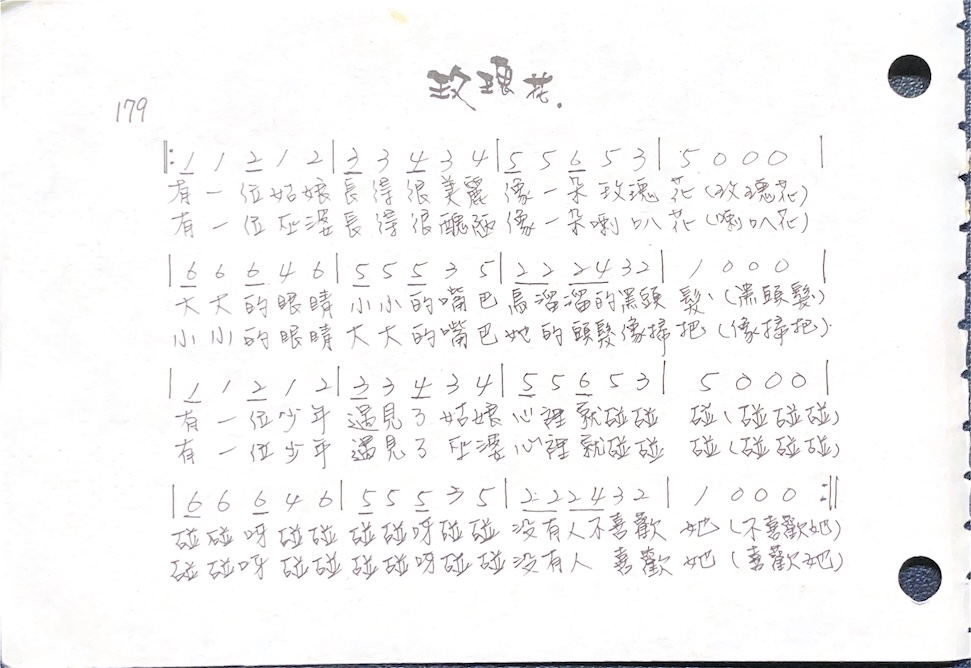 玫瑰花.
179
‖: 1 1 2 1 2 | 3 3 4 3 4 | 5 5 6 5 3 | 5 0 0 0 |
有一位姑娘長得很美麗像一朵玫瑰花(玫瑰花)
有一位巫婆長得很醜陋像一朵喇叭花(喇叭花)
| 6 6 6 4 6 | 5 5 5 3 5 | 2 2 2 4 3 2 | 1 0 0 0 |
大大的眼睛小小的嘴巴烏溜溜的黑頭髮(黑頭髮)
小小的眼睛大大的嘴巴她的頭髮像掃把(像掃把)
| 1 1 2 1 2 | 3 3 4 3 4 | 5 5 6 5 3 | 5 0 0 0 |
有一位少年遇見了姑娘心裡就碰碰碰(碰碰碰)
有一位少年遇見了巫婆心裡就碰碰碰(碰碰碰)
| 6 6 6 4 6 | 5 5 5 3 5 | 2 2 2 4 3 2 | 1 0 0 0 :‖
碰碰呀碰碰碰碰呀碰碰没有人不喜歡她(不喜歡她)
碰碰呀碰碰碰碰呀碰碰没有人喜歡她(喜歡她)